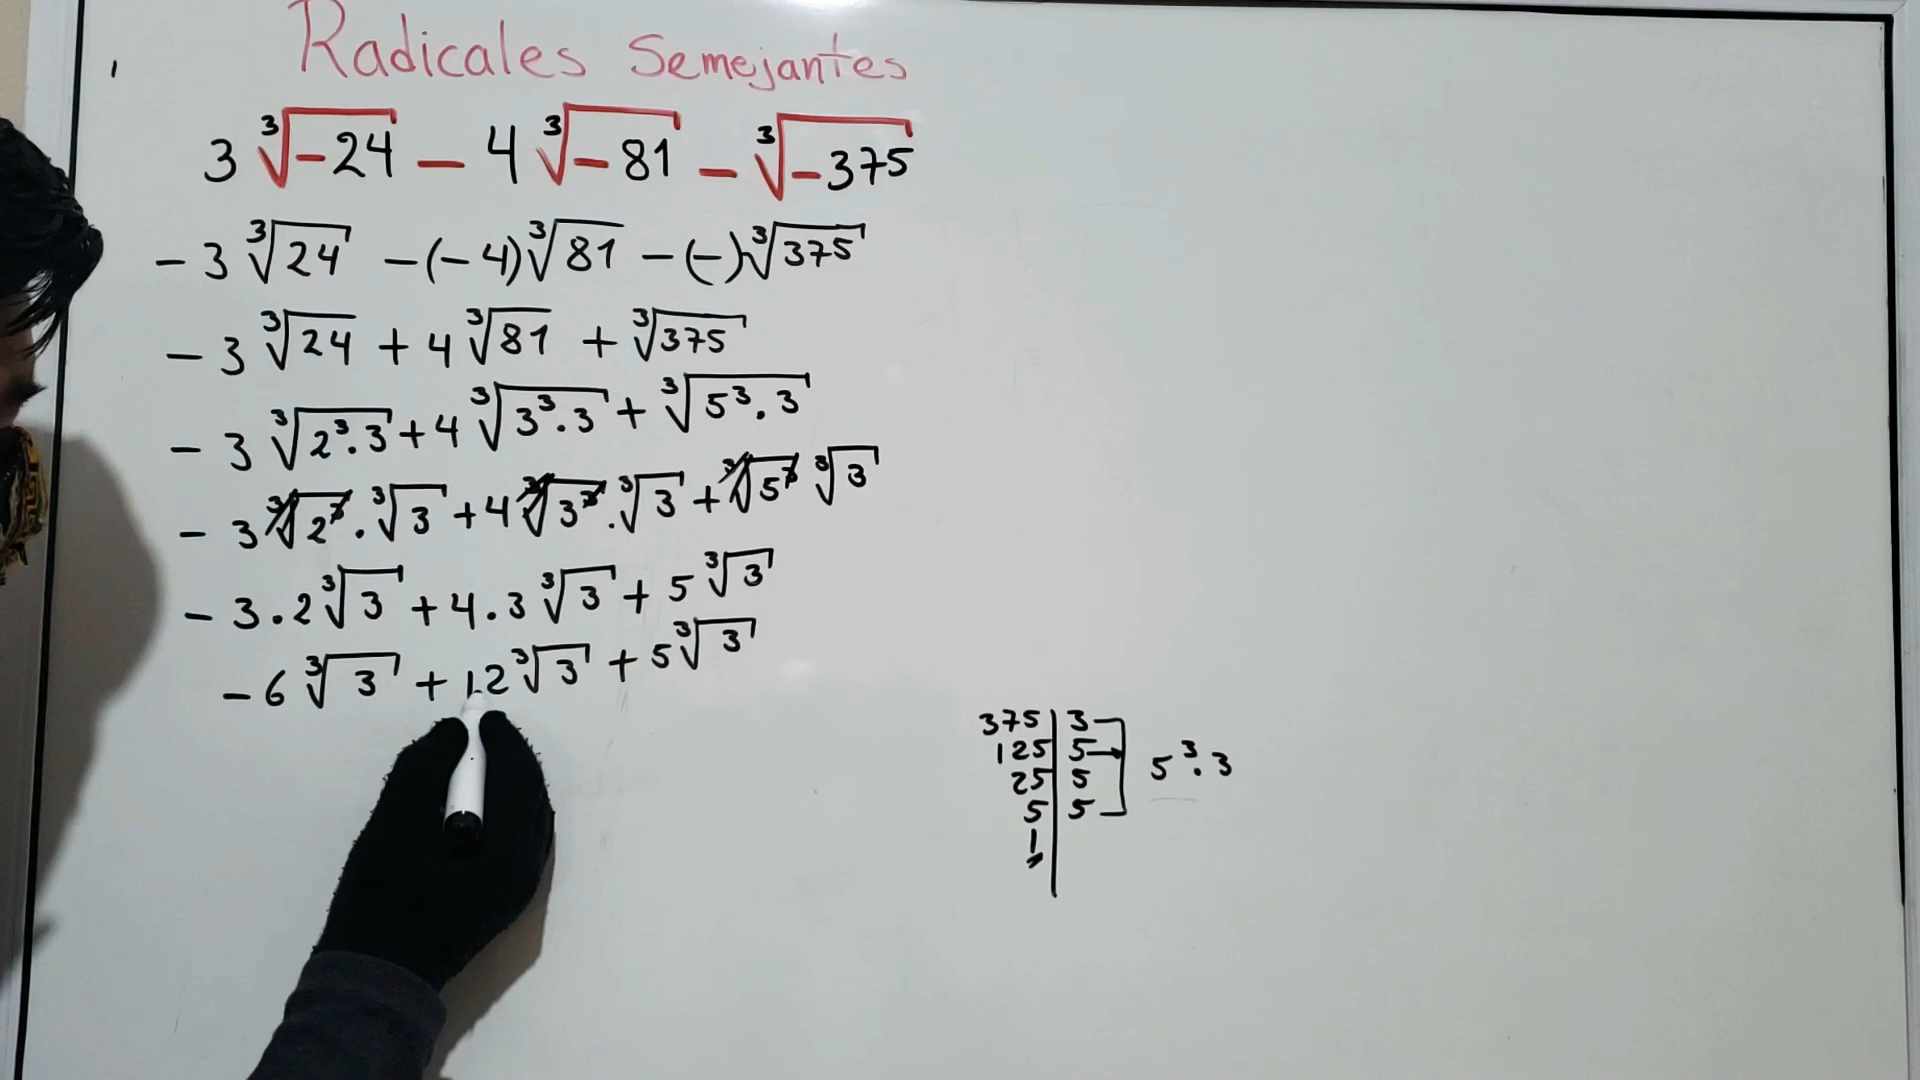 Radicales Semejantes
3 ∛-24 - 4 ∛-81 - ∛-375
- 3 ∛24 - (- 4) ∛81 - (-) ∛375
- 3 ∛24 + 4 ∛81 + ∛375
- 3 ∛2³.3 + 4 ∛3³.3 + ∛5³.3
- 3 ∛2³ . ∛3 + 4 ∛3³ . ∛3 + ∛5³ ∛3
- 3.2 ∛3 + 4.3 ∛3 + 5 ∛3
- 6 ∛3 + 12 ∛3 + 5 ∛3
375 | 3
125 | 5
25 | 5
5 | 5
1
5³.3